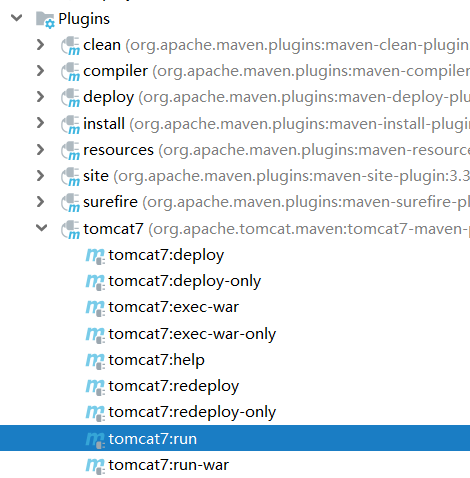 Plugins
clean (org.apache.maven.plugins:maven-clean-plugin
compiler (org.apache.maven.plugins:maven-compiler
deploy (org.apache.maven.plugins:maven-deploy-plu
install (org.apache.maven.plugins:maven-install-plugin
resources (org.apache.maven.plugins:maven-resource
site (org.apache.maven.plugins:maven-site-plugin:3.3
surefire (org.apache.maven.plugins:maven-surefire-pl
tomcat7 (org.apache.tomcat.maven:tomcat7-maven-p
tomcat7:deploy
tomcat7:deploy-only
tomcat7:exec-war
tomcat7:exec-war-only
tomcat7:help
tomcat7:redeploy
tomcat7:redeploy-only
tomcat7:run
tomcat7:run-war